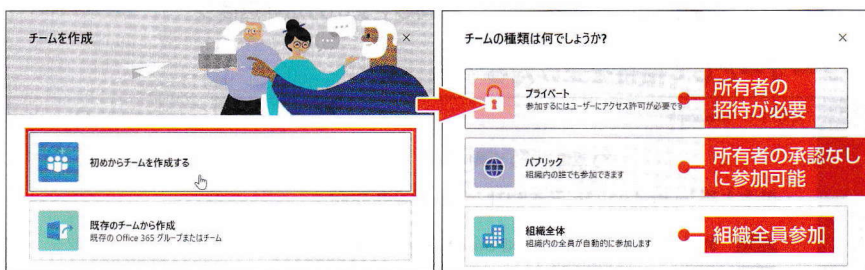 チームを作成
×
初めからチームを作成する
既存のチームから作成
既存の Office 365 グループまたはチーム
チームの種類は何でしょうか?
×
プライベート
参加するにはユーザーにアクセス許可が必要です
所有者の
招待が必要
パブリック
組織内の誰でも参加できます
所有者の承認なし
に参加可能
組織全体
組織内の全員が自動的に参加します
組織全員参加